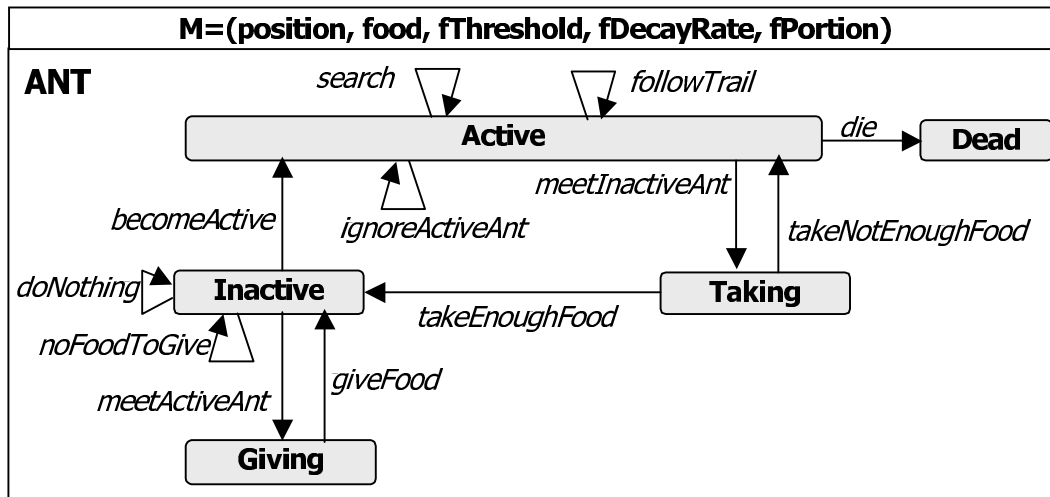 M=(position, food, fThreshold, fDecayRate, fPortion)
ANT
search
followTrail
Active
die
Dead
meetInactiveAnt
becomeActive
ignoreActiveAnt
takeNotEnoughFood
doNothing
Inactive
Taking
takeEnoughFood
noFoodToGive
giveFood
meetActiveAnt
Giving